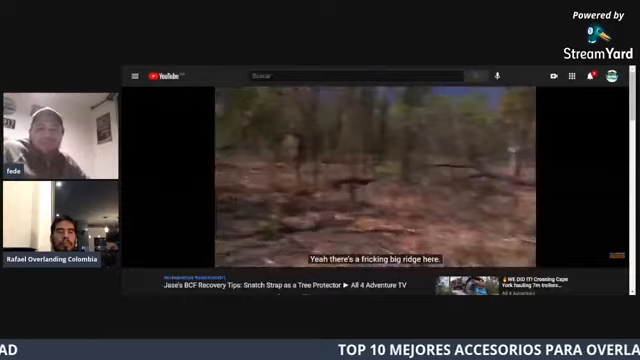 Powered by
StreamYard
YouTube
Buscar
fede
Rafael Overlanding Colombia
Yeah there's a fricking big ridge here.
Jase's BCF Recovery Tips: Snatch Strap as a Tree Protector ► All 4 Adventure TV
WE DID IT! Crossing Cape
York hauling 7m trailers...
All 4 Adventure
AD
TOP 10 MEJORES ACCESORIOS PARA OVERLA